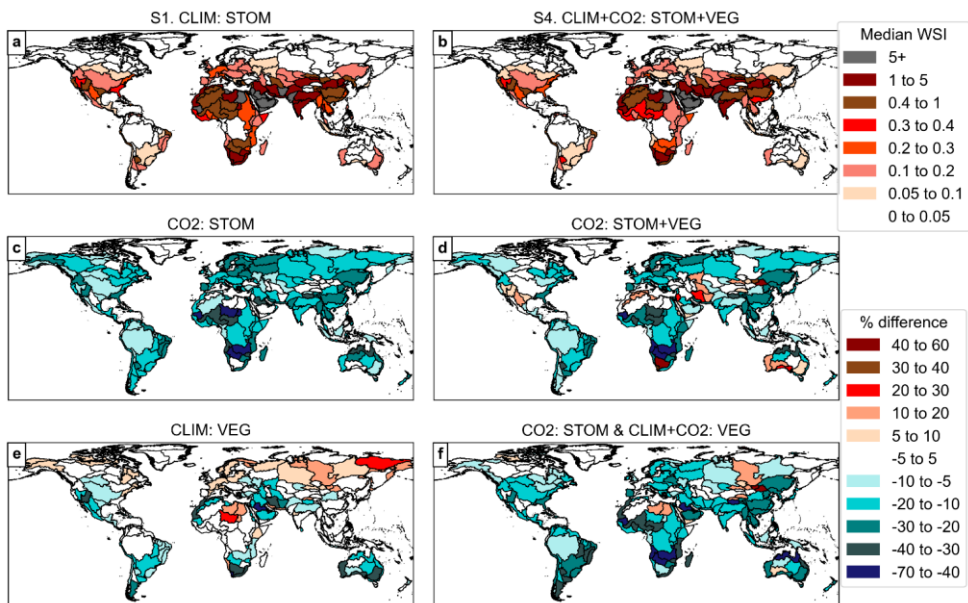 S1. CLIM: STOM
S4. CLIM+CO2: STOM+VEG
a
b
Median WSI
5+
1 to 5
0.4 to 1
0.3 to 0.4
0.2 to 0.3
0.1 to 0.2
0.05 to 0.1
0 to 0.05
CO2: STOM
CO2: STOM+VEG
c
d
% difference
40 to 60
30 to 40
20 to 30
10 to 20
5 to 10
-5 to 5
-10 to -5
-20 to -10
-30 to -20
-40 to -30
-70 to -40
CLIM: VEG
CO2: STOM & CLIM+CO2: VEG
e
f